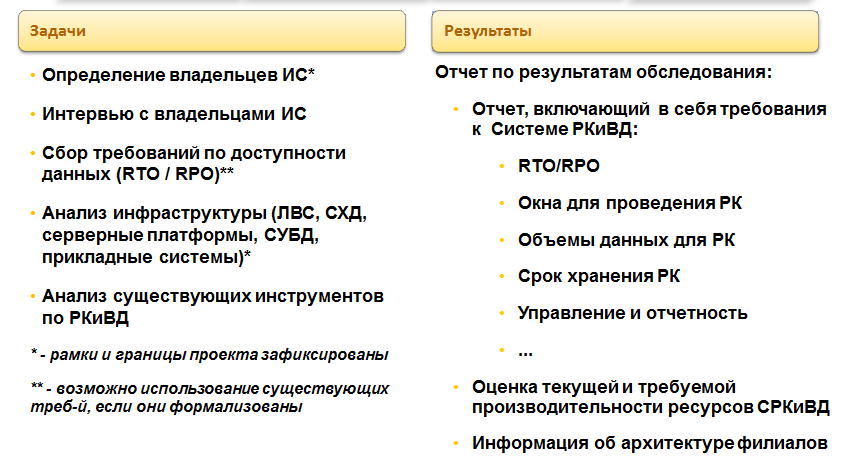 Задачи
• Определение владельцев ИС*
• Интервью с владельцами ИС
• Сбор требований по доступности
данных (RTO / RPO)**
• Анализ инфраструктуры (ЛВС, СХД,
серверные платформы, СУБД,
прикладные системы)*
• Анализ существующих инструментов
по РКиВД
* - рамки и границы проекта зафиксированы
** - возможно использование существующих
треб-й, если они формализованы
Результаты
Отчет по результатам обследования:
• Отчет, включающий в себя требования
к Системе РКиВД:
• RTO/RPO
• Окна для проведения РК
• Объемы данных для РК
• Срок хранения РК
• Управление и отчетность
• ...
• Оценка текущей и требуемой
производительности ресурсов СРКиВД
• Информация об архитектуре филиалов